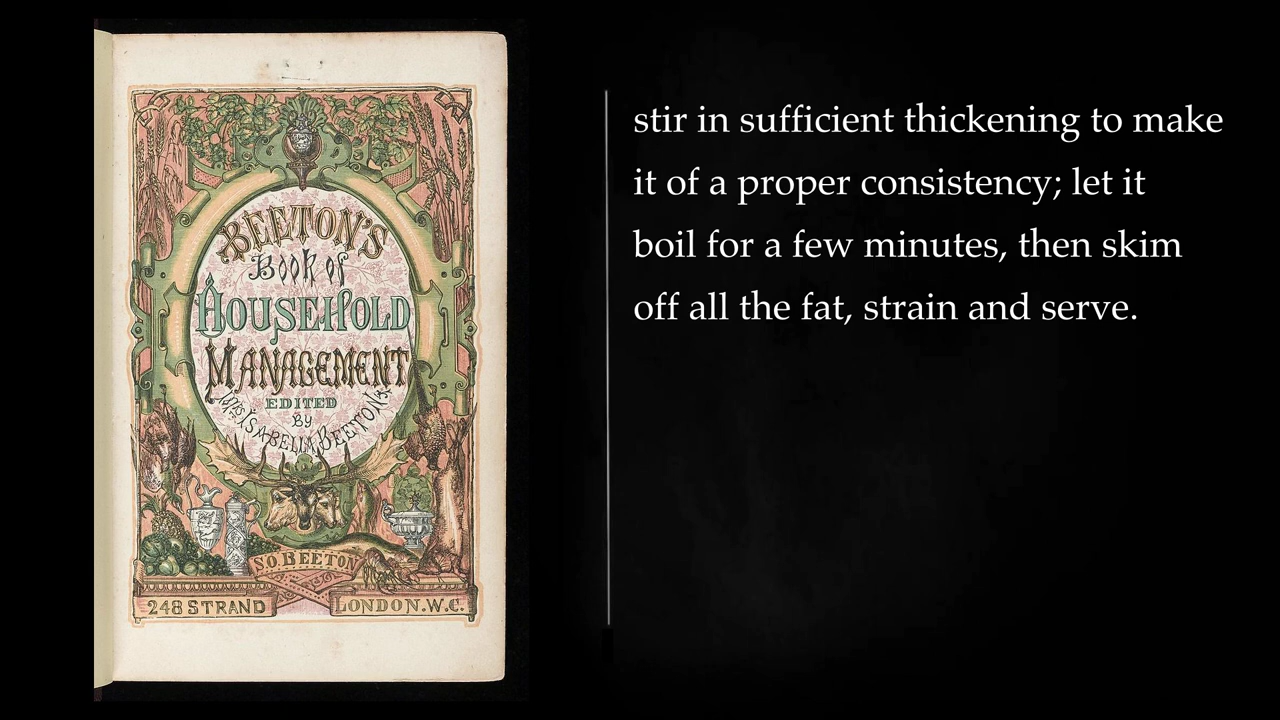 BEETON'S
Book of
HOUSEHOLD
MANAGEMENT
EDITED
BY
MRS ISABELLA BEETON
S.O. BEETON
248 STRAND
LONDON. W.C.
stir in sufficient thickening to make
it of a proper consistency; let it
boil for a few minutes, then skim
off all the fat, strain and serve.